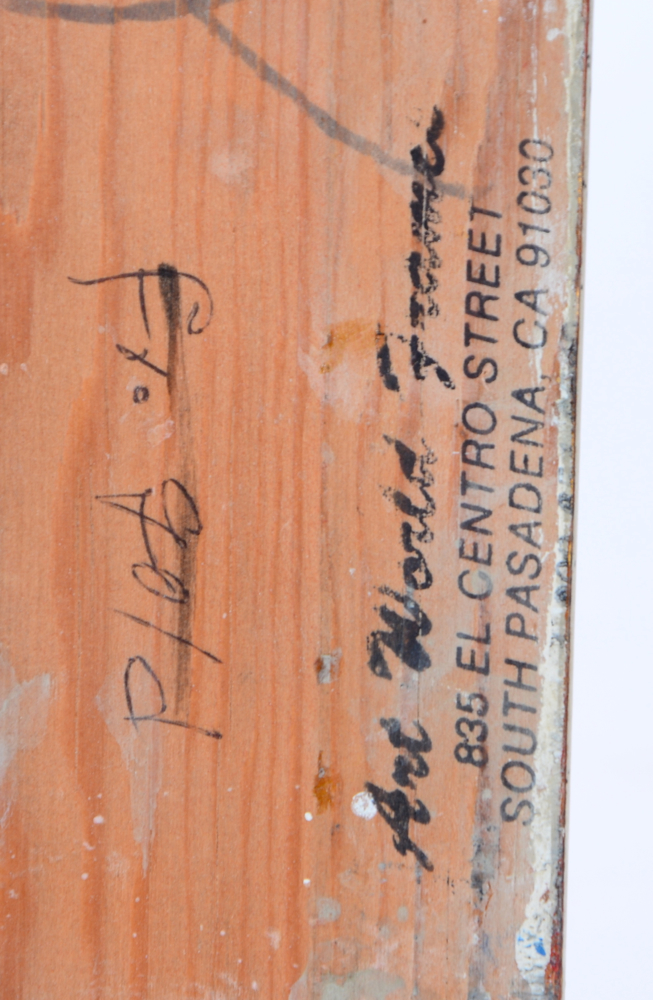 Art World Frame
835 EL CENTRO STREET
SOUTH PASADENA, CA 91030